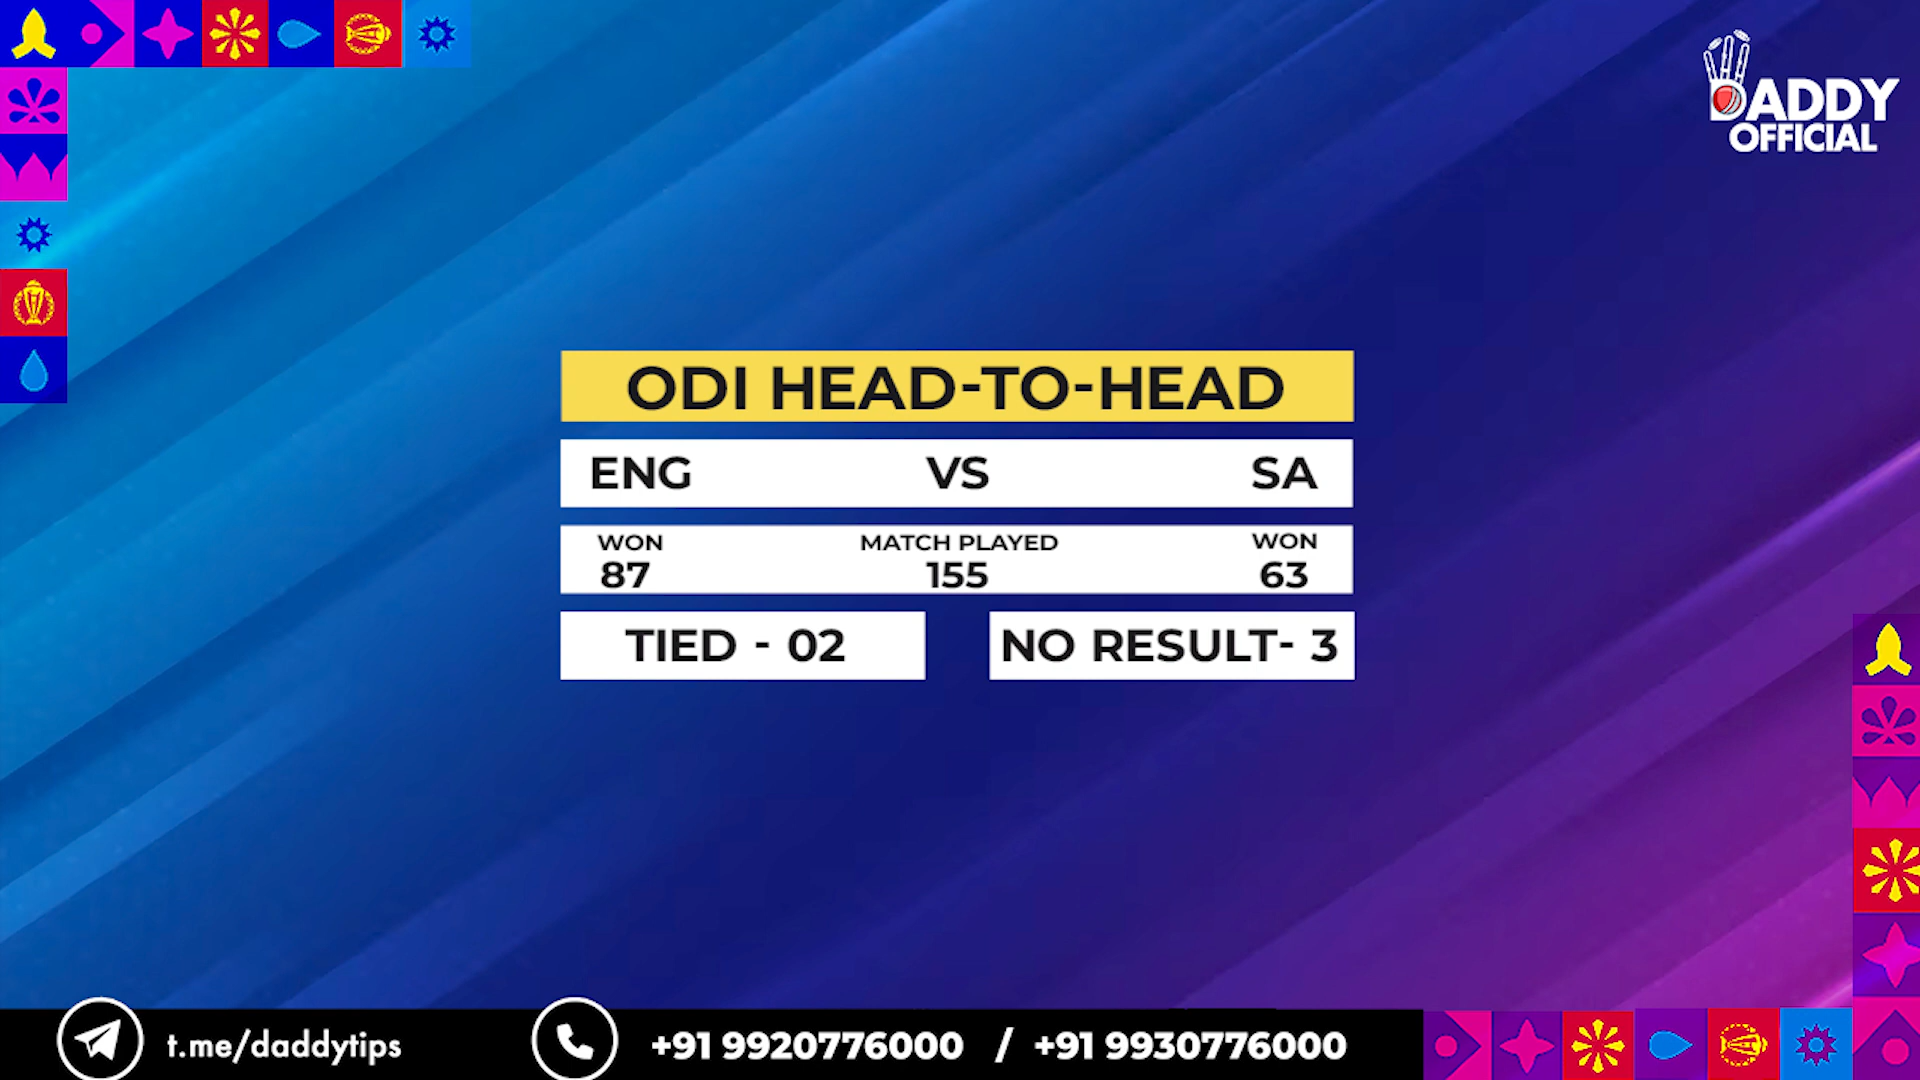 DADDY
OFFICIAL
ODI HEAD-TO-HEAD
ENG VS SA
WON MATCH PLAYED WON
87 155 63
TIED - 02 NO RESULT- 3
t.me/daddytips +91 9920776000 / +91 9930776000